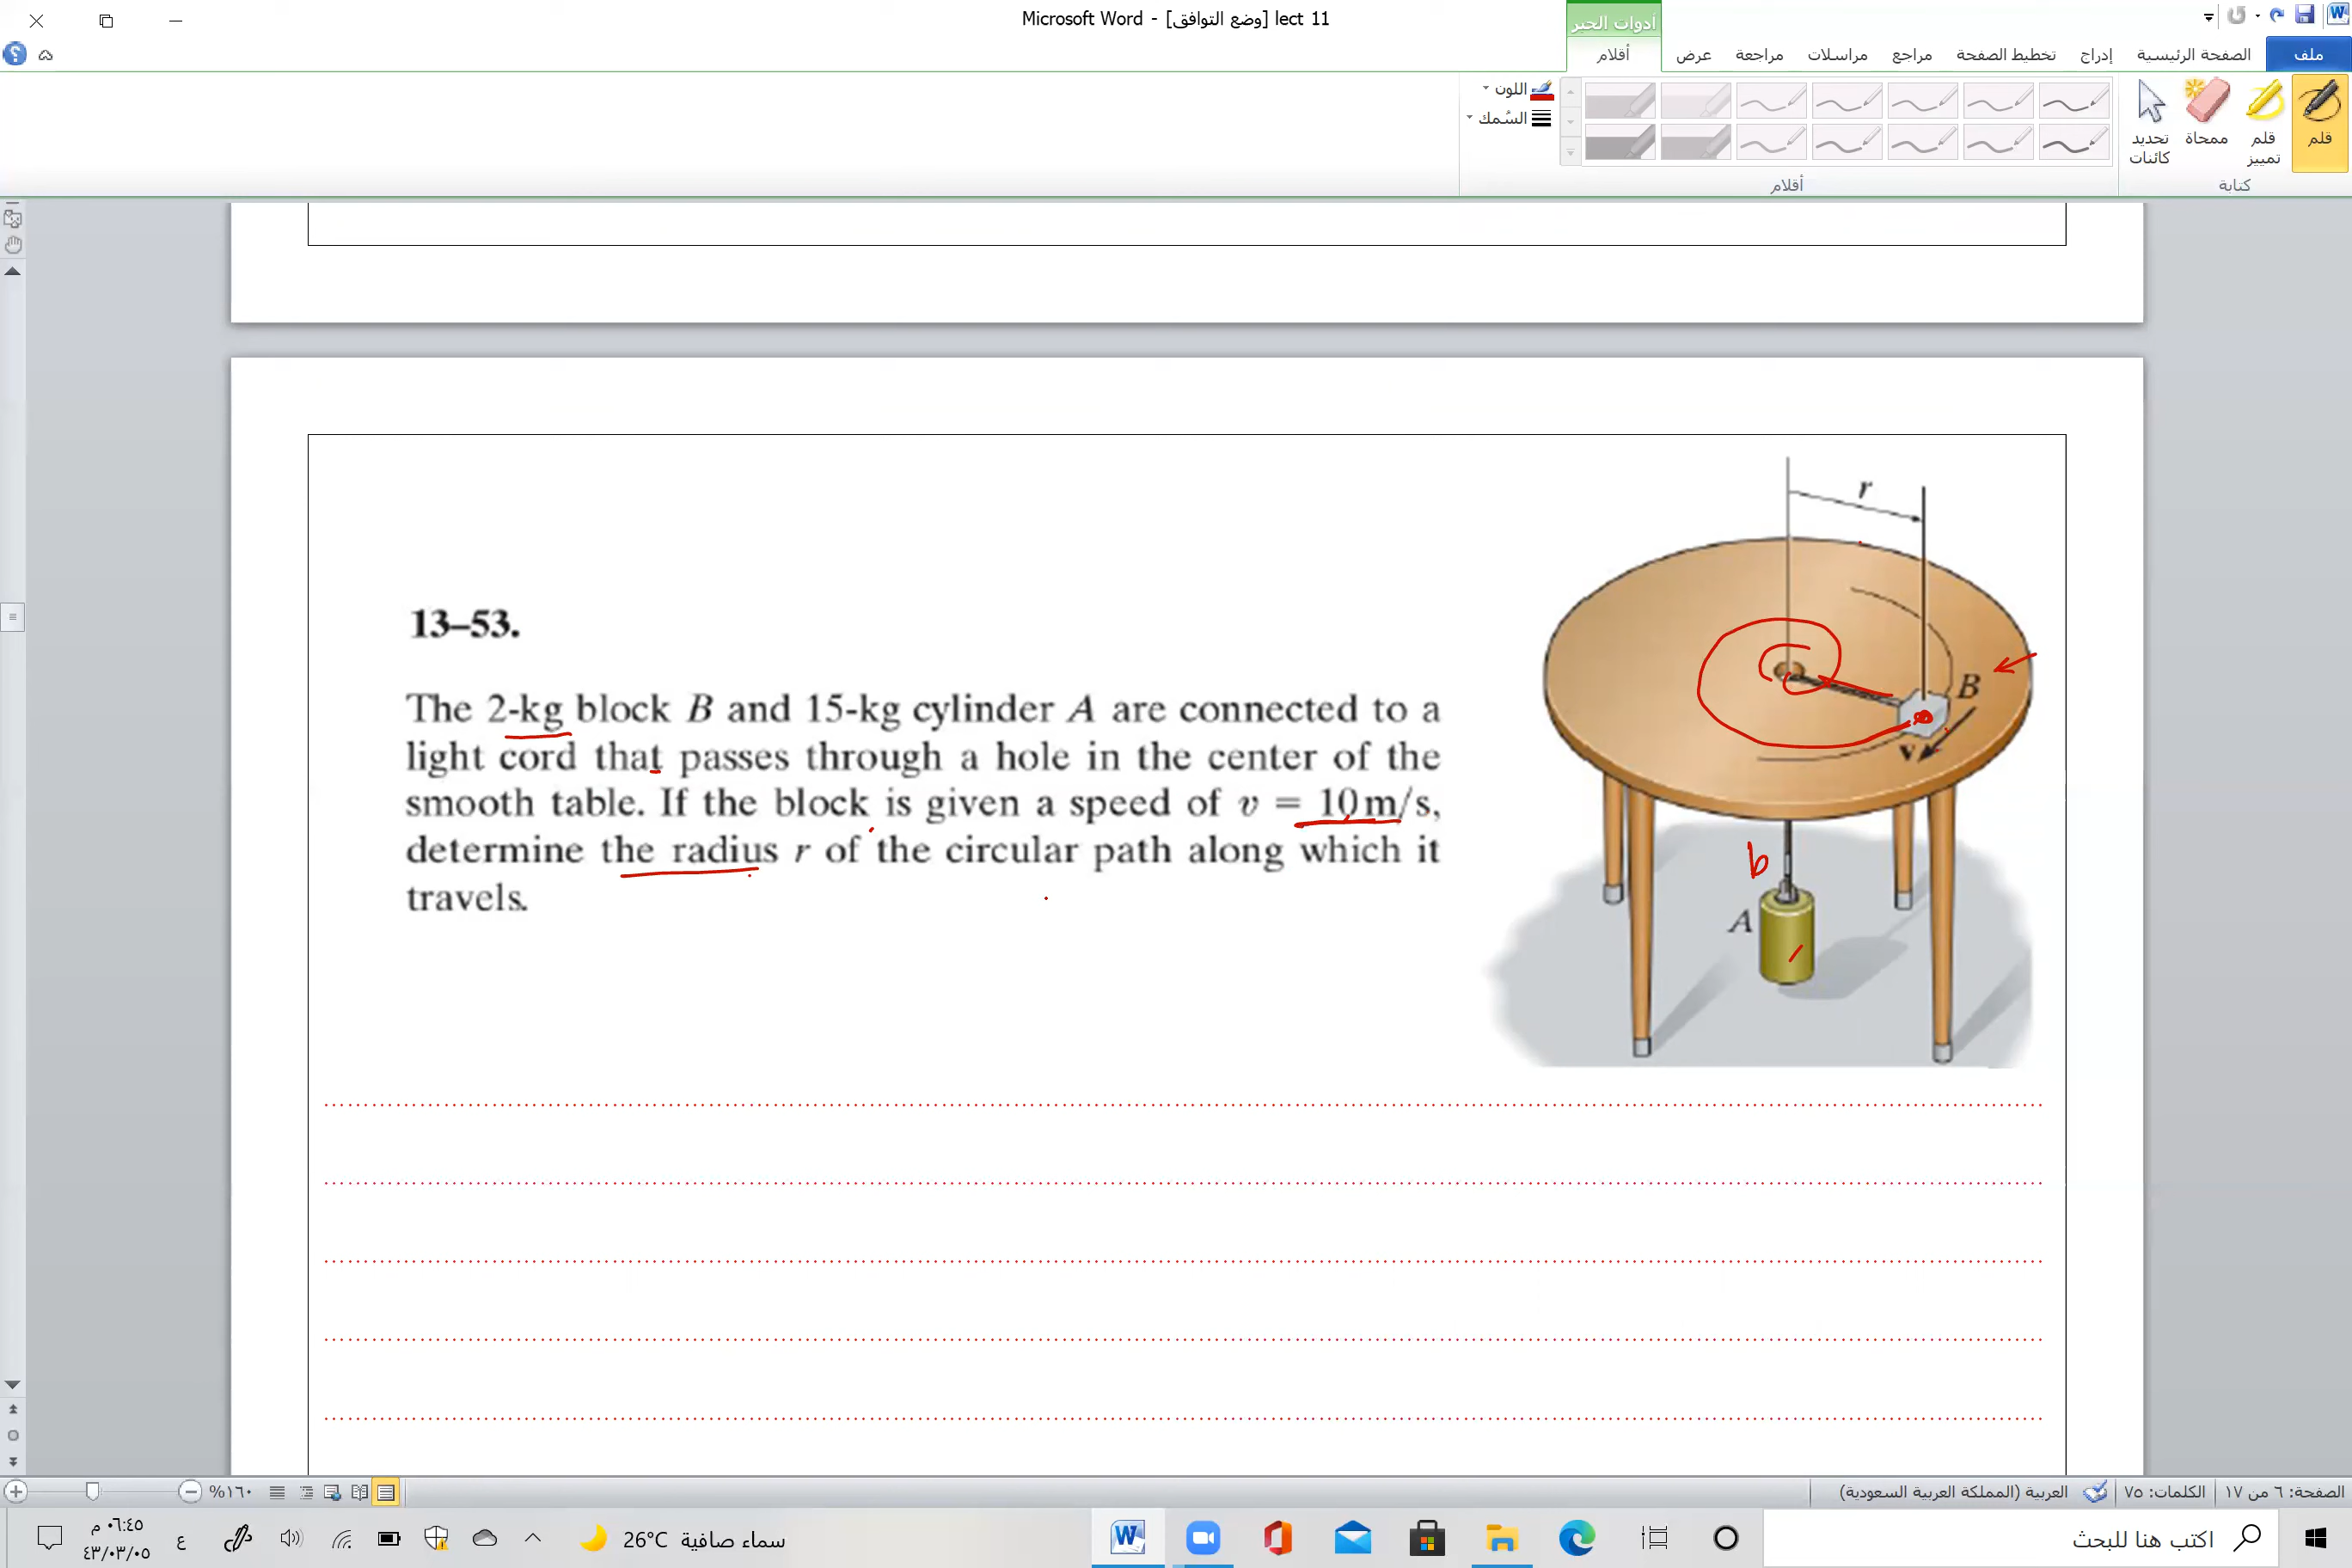 lect 11 [وضع التوافق] - Microsoft Word
أدوات الحبر
ملف
الصفحة الرئيسية
إدراج
تخطيط الصفحة
مراجع
مراسلات
مراجعة
عرض
أقلام
قلم
قلم تمييز
ممحاة
تحديد كائنات
كتابة
اللون
السُمك
أقلام
13–53.
The 2-kg block B and 15-kg cylinder A are connected to a
light cord that passes through a hole in the center of the
smooth table. If the block is given a speed of v = 10 m/s,
determine the radius r of the circular path along which it
travels.
r
B
v
b
A
الصفحة: ٦ من ١٧
الكلمات: ٧٥
العربية (المملكة العربية السعودية)
%١٦٠
اكتب هنا للبحث
26°C سماء صافية
ع
٠٦:٤٥ م
٤٣/٠٣/٠٥